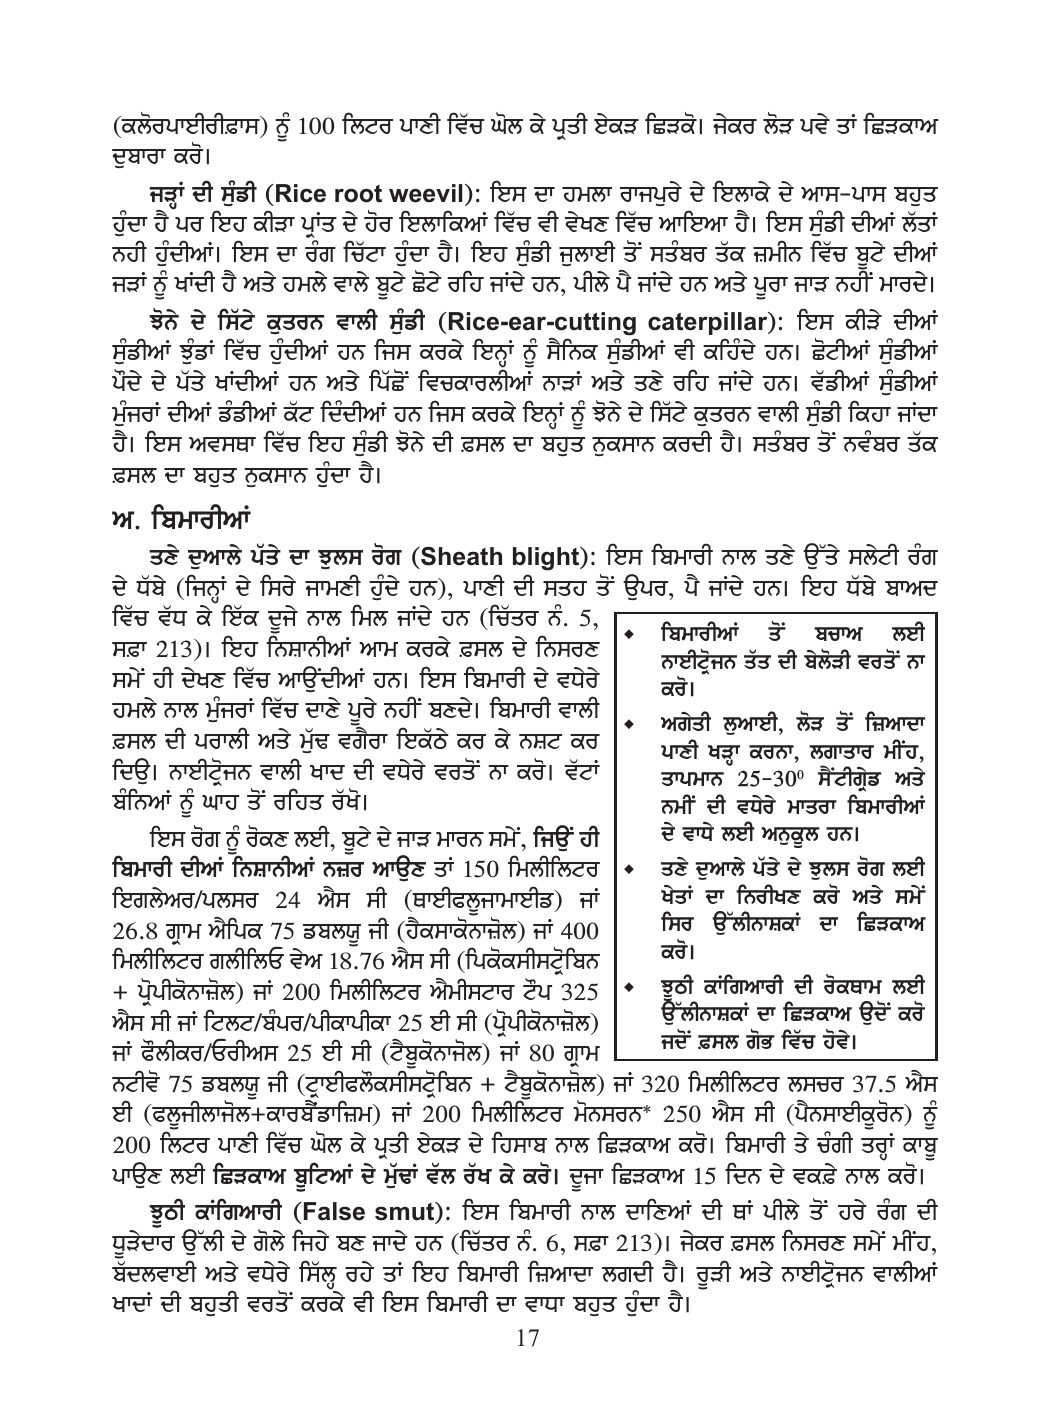 (ਕਲੋਰਪਾਈਰੀਫ਼ਾਸ) ਨੂੰ 100 ਲਿਟਰ ਪਾਣੀ ਵਿੱਚ ਘੋਲ ਕੇ ਪ੍ਰਤੀ ਏਕੜ ਛਿੜਕੋ। ਜੇਕਰ ਲੋੜ ਪਵੇ ਤਾਂ ਛਿੜਕਾਅ
ਦੁਬਾਰਾ ਕਰੋ।
ਜੜ੍ਹਾਂ ਦੀ ਸੁੰਡੀ (Rice root weevil): ਇਸ ਦਾ ਹਮਲਾ ਰਾਜਪੁਰੇ ਦੇ ਇਲਾਕੇ ਦੇ ਆਸ-ਪਾਸ ਬਹੁਤ
ਹੁੰਦਾ ਹੈ ਪਰ ਇਹ ਕੀੜਾ ਪ੍ਰਾਂਤ ਦੇ ਹੋਰ ਇਲਾਕਿਆਂ ਵਿੱਚ ਵੀ ਵੇਖਣ ਵਿੱਚ ਆਇਆ ਹੈ। ਇਸ ਸੁੰਡੀ ਦੀਆਂ ਲੱਤਾਂ
ਨਹੀ ਹੁੰਦੀਆਂ। ਇਸ ਦਾ ਰੰਗ ਚਿੱਟਾ ਹੁੰਦਾ ਹੈ। ਇਹ ਸੁੰਡੀ ਜੁਲਾਈ ਤੋਂ ਸਤੰਬਰ ਤੱਕ ਜ਼ਮੀਨ ਵਿੱਚ ਬੂਟੇ ਦੀਆਂ
ਜੜਾਂ ਨੂੰ ਖਾਂਦੀ ਹੈ ਅਤੇ ਹਮਲੇ ਵਾਲੇ ਬੂਟੇ ਛੋਟੇ ਰਹਿ ਜਾਂਦੇ ਹਨ, ਪੀਲੇ ਪੈ ਜਾਂਦੇ ਹਨ ਅਤੇ ਪੂਰਾ ਜਾੜ ਨਹੀਂ ਮਾਰਦੇ।
ਝੋਨੇ ਦੇ ਸਿੱਟੇ ਕੁਤਰਨ ਵਾਲੀ ਸੁੰਡੀ (Rice-ear-cutting caterpillar): ਇਸ ਕੀੜੇ ਦੀਆਂ
ਸੁੰਡੀਆਂ ਝੁੰਡਾਂ ਵਿੱਚ ਹੁੰਦੀਆਂ ਹਨ ਜਿਸ ਕਰਕੇ ਇਨ੍ਹਾਂ ਨੂੰ ਸੈਨਿਕ ਸੁੰਡੀਆਂ ਵੀ ਕਹਿੰਦੇ ਹਨ। ਛੋਟੀਆਂ ਸੁੰਡੀਆਂ
ਪੌਦੇ ਦੇ ਪੱਤੇ ਖਾਂਦੀਆਂ ਹਨ ਅਤੇ ਪਿੱਛੋਂ ਵਿਚਕਾਰਲੀਆਂ ਨਾੜਾਂ ਅਤੇ ਤਣੇ ਰਹਿ ਜਾਂਦੇ ਹਨ। ਵੱਡੀਆਂ ਸੁੰਡੀਆਂ
ਮੁੰਜਰਾਂ ਦੀਆਂ ਡੰਡੀਆਂ ਕੱਟ ਦਿੰਦੀਆਂ ਹਨ ਜਿਸ ਕਰਕੇ ਇਨ੍ਹਾਂ ਨੂੰ ਝੋਨੇ ਦੇ ਸਿੱਟੇ ਕੁਤਰਨ ਵਾਲੀ ਸੁੰਡੀ ਕਿਹਾ ਜਾਂਦਾ
ਹੈ। ਇਸ ਅਵਸਥਾ ਵਿੱਚ ਇਹ ਸੁੰਡੀ ਝੋਨੇ ਦੀ ਫ਼ਸਲ ਦਾ ਬਹੁਤ ਨੁਕਸਾਨ ਕਰਦੀ ਹੈ। ਸਤੰਬਰ ਤੋਂ ਨਵੰਬਰ ਤੱਕ
ਫ਼ਸਲ ਦਾ ਬਹੁਤ ਨੁਕਸਾਨ ਹੁੰਦਾ ਹੈ।
ਅ. ਬਿਮਾਰੀਆਂ
ਤਣੇ ਦੁਆਲੇ ਪੱਤੇ ਦਾ ਝੁਲਸ ਰੋਗ (Sheath blight): ਇਸ ਬਿਮਾਰੀ ਨਾਲ ਤਣੇ ਉੱਤੇ ਸਲੇਟੀ ਰੰਗ
ਦੇ ਧੱਬੇ (ਜਿਨ੍ਹਾਂ ਦੇ ਸਿਰੇ ਜਾਮਣੀ ਹੁੰਦੇ ਹਨ), ਪਾਣੀ ਦੀ ਸਤਹ ਤੋਂ ਉਪਰ, ਪੈ ਜਾਂਦੇ ਹਨ। ਇਹ ਧੱਬੇ ਬਾਅਦ
ਵਿੱਚ ਵੱਧ ਕੇ ਇੱਕ ਦੂਜੇ ਨਾਲ ਮਿਲ ਜਾਂਦੇ ਹਨ (ਚਿੱਤਰ ਨੰ. 5,
ਸਫ਼ਾ 213)। ਇਹ ਨਿਸ਼ਾਨੀਆਂ ਆਮ ਕਰਕੇ ਫ਼ਸਲ ਦੇ ਨਿਸਰਣ
ਸਮੇਂ ਹੀ ਦੇਖਣ ਵਿੱਚ ਆਉਂਦੀਆਂ ਹਨ। ਇਸ ਬਿਮਾਰੀ ਦੇ ਵਧੇਰੇ
ਹਮਲੇ ਨਾਲ ਮੁੰਜਰਾਂ ਵਿੱਚ ਦਾਣੇ ਪੂਰੇ ਨਹੀਂ ਬਣਦੇ। ਬਿਮਾਰੀ ਵਾਲੀ
ਫ਼ਸਲ ਦੀ ਪਰਾਲੀ ਅਤੇ ਮੁੱਢ ਵਗੈਰਾ ਇਕੱਠੇ ਕਰ ਕੇ ਨਸ਼ਟ ਕਰ
ਦਿਉ। ਨਾਈਟ੍ਰੋਜਨ ਵਾਲੀ ਖਾਦ ਦੀ ਵਧੇਰੇ ਵਰਤੋਂ ਨਾ ਕਰੋ। ਵੱਟਾਂ
ਬੰਨਿਆਂ ਨੂੰ ਘਾਹ ਤੋਂ ਰਹਿਤ ਰੱਖੋ।
ਇਸ ਰੋਗ ਨੂੰ ਰੋਕਣ ਲਈ, ਬੂਟੇ ਦੇ ਜਾੜ ਮਾਰਨ ਸਮੇਂ, ਜਿਉਂ ਹੀ
ਬਿਮਾਰੀ ਦੀਆਂ ਨਿਸ਼ਾਨੀਆਂ ਨਜ਼ਰ ਆਉਣ ਤਾਂ 150 ਮਿਲੀਲਿਟਰ
ਇਗਲੇਅਰ/ਪਲਸਰ 24 ਐਸ ਸੀ (ਥਾਈਫਲੂਜਾਮਾਈਡ) ਜਾਂ
26.8 ਗ੍ਰਾਮ ਐਪਿਕ 75 ਡਬਲਯੂ ਜੀ (ਹੈਕਸਾਕੋਨਾਜ਼ੋਲ) ਜਾਂ 400
ਮਿਲੀਲਿਟਰ ਗਲੀਲਿਓ ਵੇਅ 18.76 ਐਸ ਸੀ (ਪਿਕੋਕਸੀਸਟ੍ਰੋਬਿਨ
+ ਪ੍ਰੋਪੀਕੋਨਾਜ਼ੋਲ) ਜਾਂ 200 ਮਿਲੀਲਿਟਰ ਐਮੀਸਟਾਰ ਟੌਪ 325
ਐਸ ਸੀ ਜਾਂ ਟਿਲਟ/ਬੰਪਰ/ਪੀਕਾਪੀਕਾ 25 ਈ ਸੀ (ਪ੍ਰੋਪੀਕੋਨਾਜ਼ੋਲ)
ਜਾਂ ਫੌਲੀਕਰ/ਓਰੀਅਸ 25 ਈ ਸੀ (ਟੈਬੂਕੋਨਾਜੋਲ) ਜਾਂ 80 ਗ੍ਰਾਮ
◆ ਬਿਮਾਰੀਆਂ ਤੋਂ ਬਚਾਅ ਲਈ
ਨਾਈਟ੍ਰੋਜਨ ਤੱਤ ਦੀ ਬੇਲੋੜੀ ਵਰਤੋਂ ਨਾ
ਕਰੋ।
◆ ਅਗੇਤੀ ਲੁਆਈ, ਲੋੜ ਤੋਂ ਜ਼ਿਆਦਾ
ਪਾਣੀ ਖੜ੍ਹਾ ਕਰਨਾ, ਲਗਾਤਾਰ ਮੀਂਹ,
ਤਾਪਮਾਨ 25-30⁰ ਸੈਂਟੀਗ੍ਰੇਡ ਅਤੇ
ਨਮੀਂ ਦੀ ਵਧੇਰੇ ਮਾਤਰਾ ਬਿਮਾਰੀਆਂ
ਦੇ ਵਾਧੇ ਲਈ ਅਨੁਕੂਲ ਹਨ।
◆ ਤਣੇ ਦੁਆਲੇ ਪੱਤੇ ਦੇ ਝੁਲਸ ਰੋਗ ਲਈ
ਖੇਤਾਂ ਦਾ ਨਿਰੀਖਣ ਕਰੋ ਅਤੇ ਸਮੇਂ
ਸਿਰ ਉੱਲੀਨਾਸ਼ਕਾਂ ਦਾ ਛਿੜਕਾਅ
ਕਰੋ।
◆ ਝੂਠੀ ਕਾਂਗਿਆਰੀ ਦੀ ਰੋਕਥਾਮ ਲਈ
ਉੱਲੀਨਾਸ਼ਕਾਂ ਦਾ ਛਿੜਕਾਅ ਉਦੋਂ ਕਰੋ
ਜਦੋਂ ਫ਼ਸਲ ਗੋਭ ਵਿੱਚ ਹੋਵੇ।
ਨਟੀਵੋ 75 ਡਬਲਯੂ ਜੀ (ਟ੍ਰਾਈਫਲੌਕਸੀਸਟ੍ਰੋਬਿਨ + ਟੈਬੂਕੋਨਾਜ਼ੋਲ) ਜਾਂ 320 ਮਿਲੀਲਿਟਰ ਲਸਚਰ 37.5 ਐਸ
ਈ (ਫਲੂਜੀਲਾਜੋਲ+ਕਾਰਬੈਂਡਾਜ਼ਿਮ) ਜਾਂ 200 ਮਿਲੀਲਿਟਰ ਮੋਨਸਰਨ* 250 ਐਸ ਸੀ (ਪੈਨਸਾਈਕੂਰੋਨ) ਨੂੰ
200 ਲਿਟਰ ਪਾਣੀ ਵਿੱਚ ਘੋਲ ਕੇ ਪ੍ਰਤੀ ਏਕੜ ਦੇ ਹਿਸਾਬ ਨਾਲ ਛਿੜਕਾਅ ਕਰੋ। ਬਿਮਾਰੀ ਤੇ ਚੰਗੀ ਤਰ੍ਹਾਂ ਕਾਬੂ
ਪਾਉਣ ਲਈ ਛਿੜਕਾਅ ਬੂਟਿਆਂ ਦੇ ਮੁੱਢਾਂ ਵੱਲ ਰੱਖ ਕੇ ਕਰੋ। ਦੂਜਾ ਛਿੜਕਾਅ 15 ਦਿਨ ਦੇ ਵਕਫ਼ੇ ਨਾਲ ਕਰੋ।
ਝੂਠੀ ਕਾਂਗਿਆਰੀ (False smut): ਇਸ ਬਿਮਾਰੀ ਨਾਲ ਦਾਣਿਆਂ ਦੀ ਥਾਂ ਪੀਲੇ ਤੋਂ ਹਰੇ ਰੰਗ ਦੀ
ਧੂੜੇਦਾਰ ਉੱਲੀ ਦੇ ਗੋਲੇ ਜਿਹੇ ਬਣ ਜਾਦੇ ਹਨ (ਚਿੱਤਰ ਨੰ. 6, ਸਫ਼ਾ 213)। ਜੇਕਰ ਫ਼ਸਲ ਨਿਸਰਣ ਸਮੇਂ ਮੀਂਹ,
ਬੱਦਲਵਾਈ ਅਤੇ ਵਧੇਰੇ ਸਿੱਲ੍ਹ ਰਹੇ ਤਾਂ ਇਹ ਬਿਮਾਰੀ ਜ਼ਿਆਦਾ ਲਗਦੀ ਹੈ। ਰੂੜੀ ਅਤੇ ਨਾਈਟ੍ਰੋਜਨ ਵਾਲੀਆਂ
ਖਾਦਾਂ ਦੀ ਬਹੁਤੀ ਵਰਤੋਂ ਕਰਕੇ ਵੀ ਇਸ ਬਿਮਾਰੀ ਦਾ ਵਾਧਾ ਬਹੁਤ ਹੁੰਦਾ ਹੈ।
17